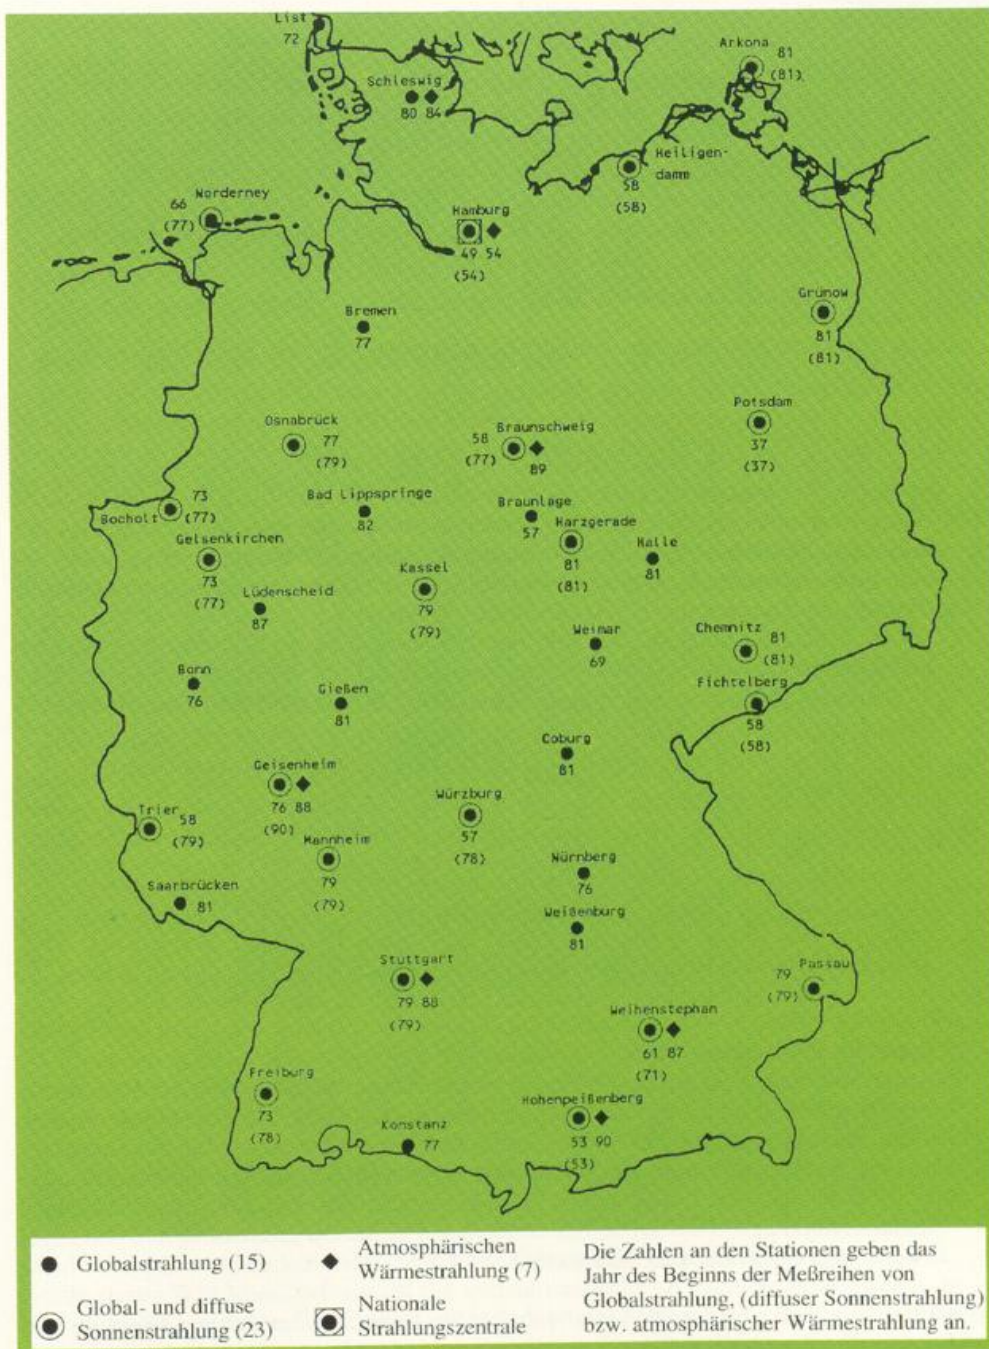 List
72
Schleswig
80 84
Arkona
81
(81)
Heiligen-
damm
58
(58)
Norderney
66
(77)
Hamburg
49 54
(54)
Bremen
77
Grünow
81
(81)
Potsdam
37
(37)
Osnabrück
77
(79)
Braunschweig
58
(77)
89
Bad Lippspringe
82
Braunlage
57
Bocholt
73
(77)
Harzgerade
81
(81)
Halle
81
Gelsenkirchen
73
(77)
Kassel
79
(79)
Lüdenscheid
87
Weimar
69
Chemnitz
81
(81)
Fichtelberg
58
(58)
Bonn
76
Gießen
81
Coburg
81
Geisenheim
76 88
(90)
Würzburg
57
(78)
Trier
58
(79)
Mannheim
79
(79)
Nürnberg
76
Saarbrücken
81
Weißenburg
81
Stuttgart
79 88
(79)
Passau
79
(79)
Weihenstephan
61 87
(71)
Freiburg
73
(78)
Hohenpeißenberg
53 90
(53)
Konstanz
77
Globalstrahlung (15)
Global- und diffuse
Sonnenstrahlung (23)
Atmosphärischen
Wärmestrahlung (7)
Nationale
Strahlungszentrale
Die Zahlen an den Stationen geben das
Jahr des Beginns der Meßreihen von
Globalstrahlung, (diffuser Sonnenstrahlung)
bzw. atmosphärischer Wärmestrahlung an.